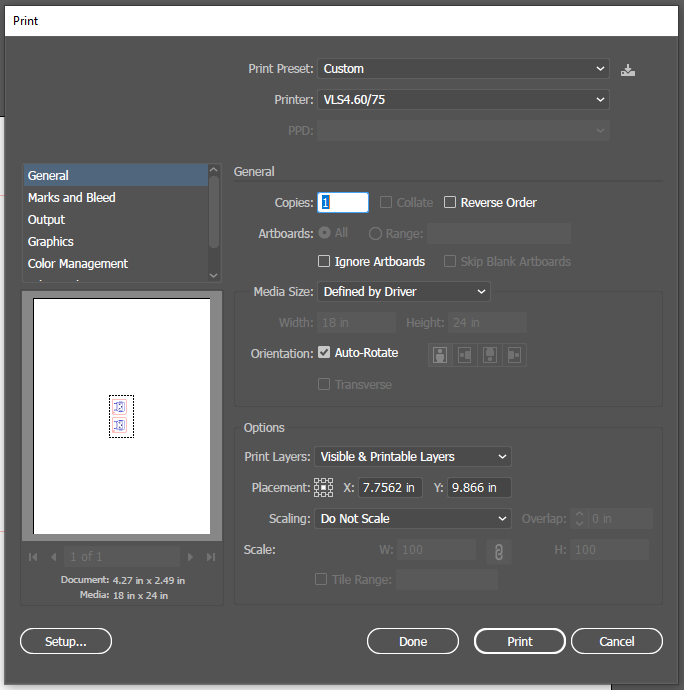 Print
Print Preset: Custom
Printer: VLS4.60/75
PPD:
General
Marks and Bleed
Output
Graphics
Color Management
General
Copies: 1 Collate Reverse Order
Artboards: All Range:
Ignore Artboards Skip Blank Artboards
Media Size: Defined by Driver
Width: 18 in Height: 24 in
Orientation: Auto-Rotate
Transverse
Options
Print Layers: Visible & Printable Layers
Placement: X: 7.7562 in Y: 9.866 in
Scaling: Do Not Scale Overlap: 0 in
Scale: W: 100 H: 100
Tile Range:
1 of 1
Document: 4.27 in x 2.49 in
Media: 18 in x 24 in
Setup... Done Print Cancel